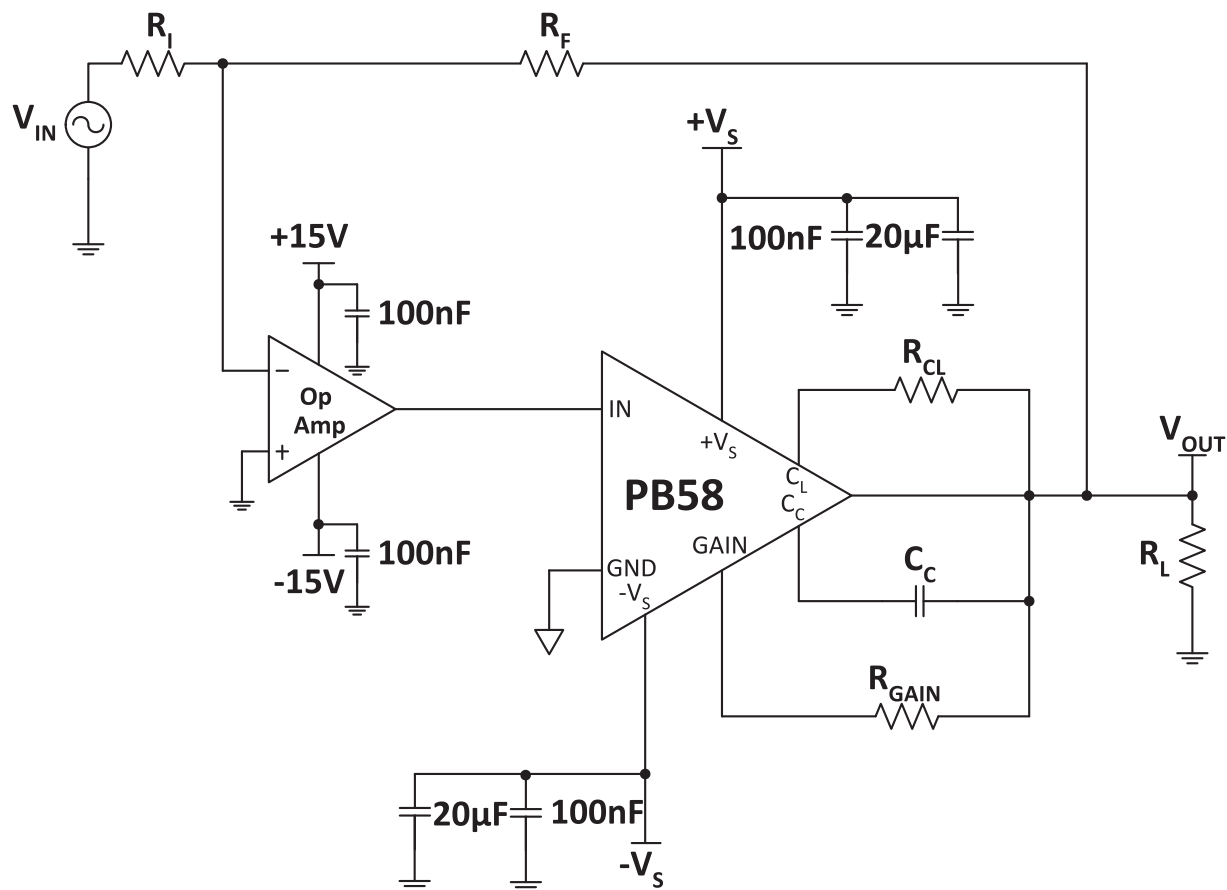 R_I
R_F
V_IN
+V_S
100nF
20µF
+15V
100nF
R_CL
−
Op
Amp
+
IN
+V_S
V_OUT
PB58
C_L
C_C
GAIN
100nF
-15V
GND
-V_S
C_C
R_L
R_GAIN
20µF
100nF
-V_S